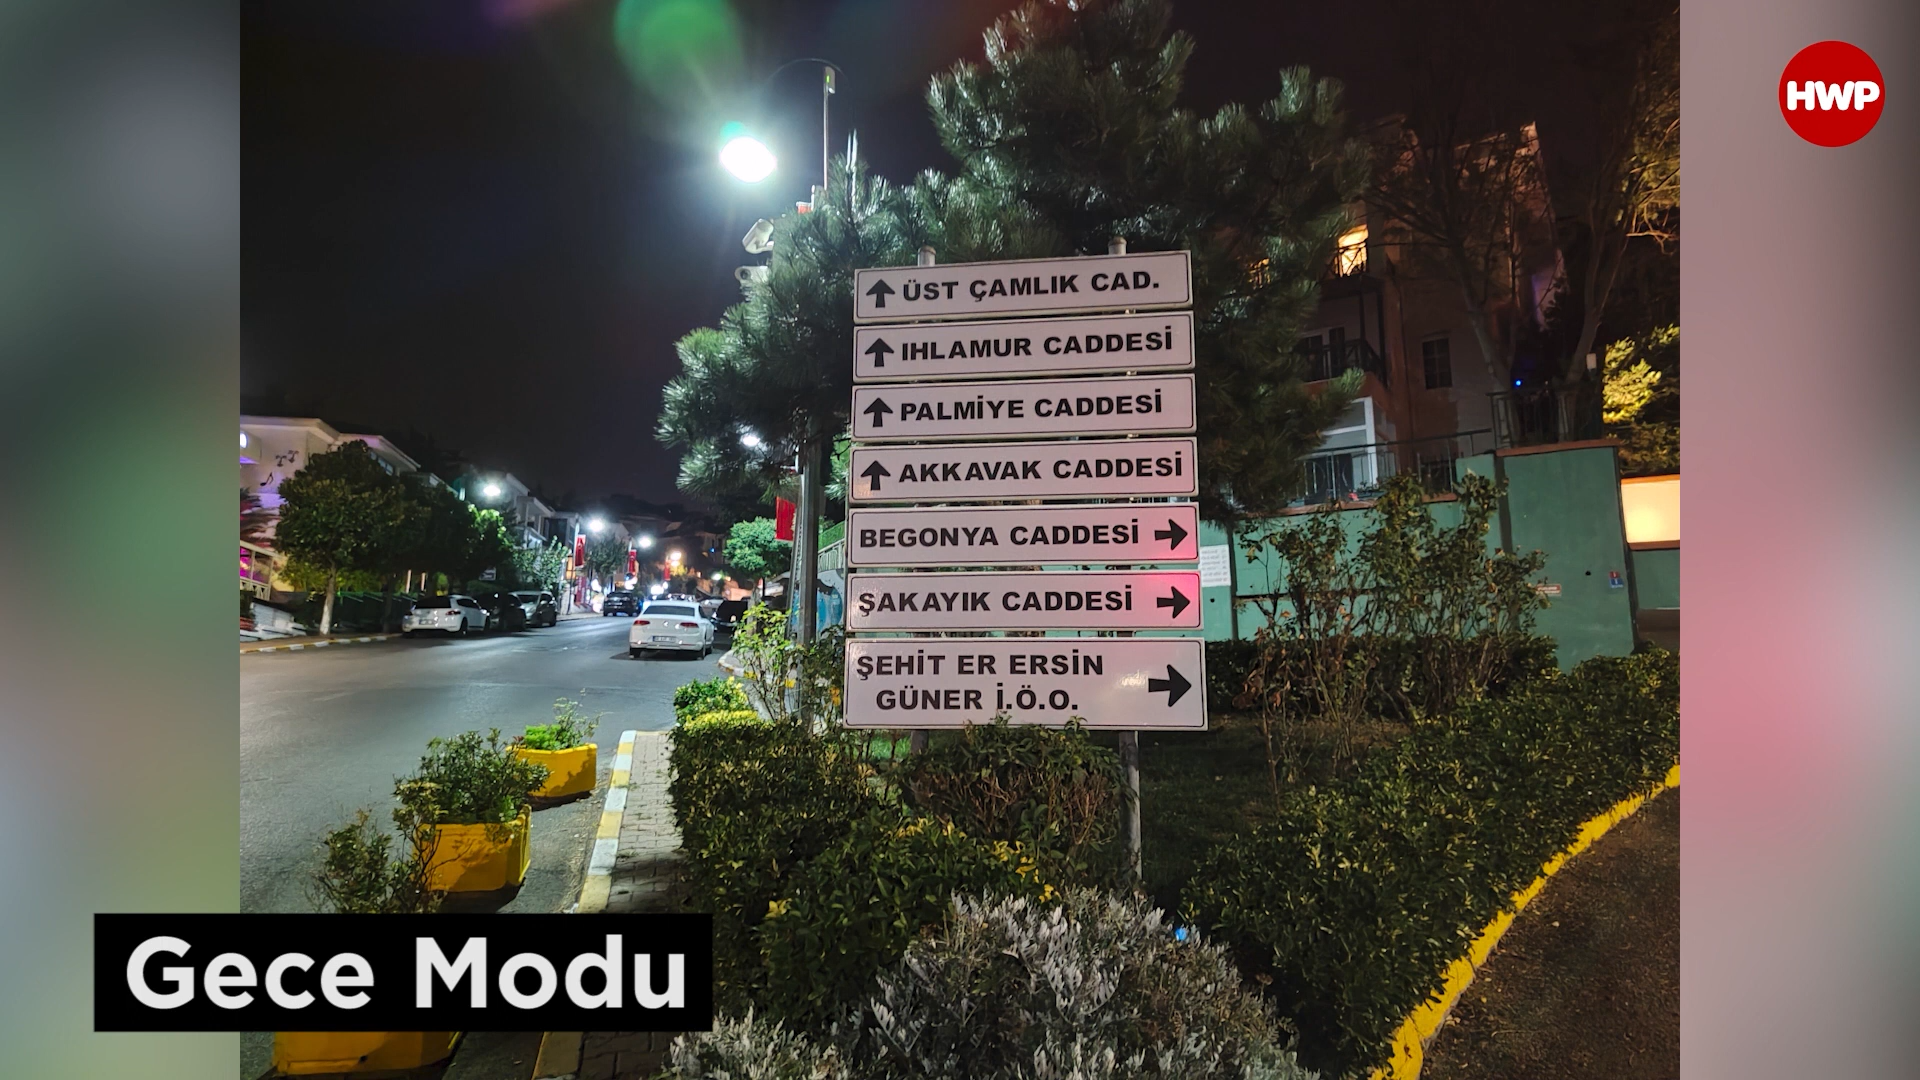 HWP
ÜST ÇAMLIK CAD.
IHLAMUR CADDESİ
PALMİYE CADDESİ
AKKAVAK CADDESİ
BEGONYA CADDESİ
ŞAKAYIK CADDESİ
ŞEHİT ER ERSİN
GÜNER İ.Ö.O.
Gece Modu